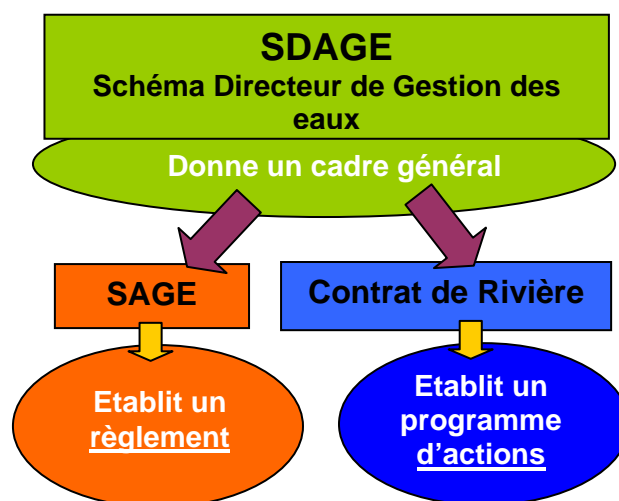 SDAGE
Schéma Directeur de Gestion des
eaux
Donne un cadre général
SAGE
Contrat de Rivière
Etablit un
règlement
Etablit un
programme
d’actions